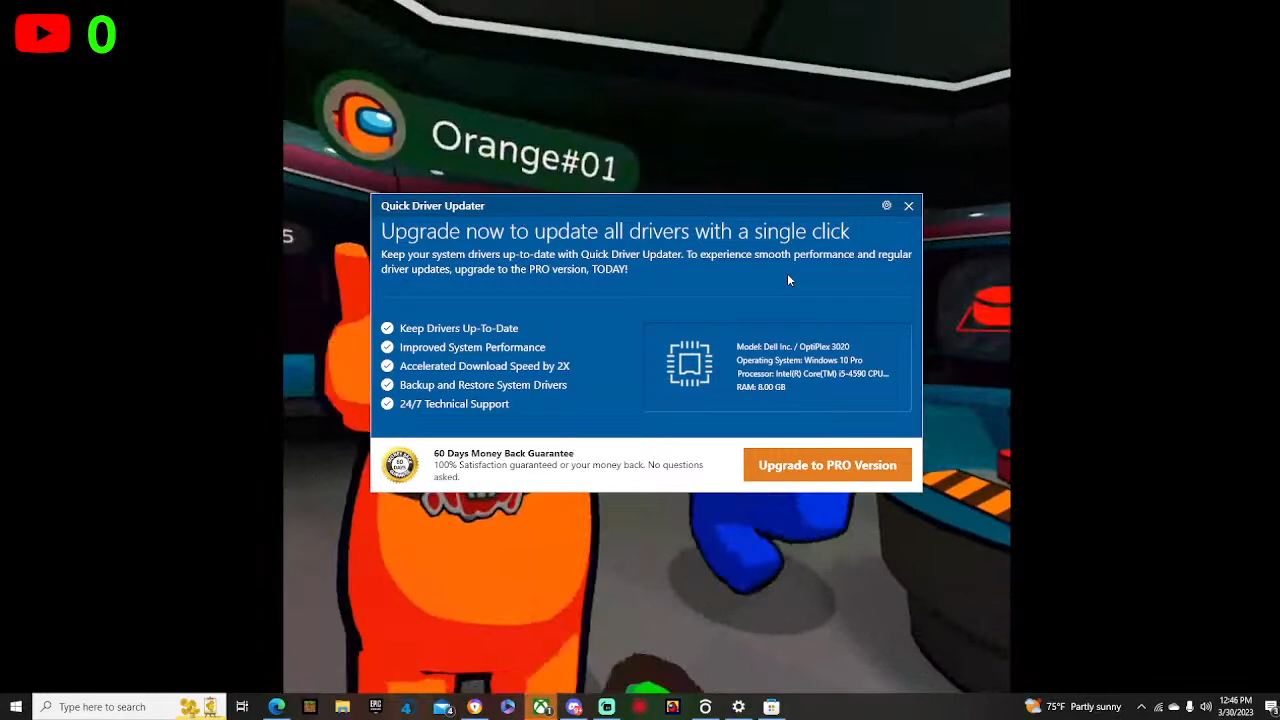 0
Orange#01
s
Quick Driver Updater
Upgrade now to update all drivers with a single click
Keep your system drivers up-to-date with Quick Driver Updater. To experience smooth performance and regular
driver updates, upgrade to the PRO version, TODAY!
Keep Drivers Up-To-Date
Improved System Performance
Accelerated Download Speed by 2X
Backup and Restore System Drivers
24/7 Technical Support
Model: Dell Inc. / OptiPlex 3020
Operating System: Windows 10 Pro
Processor: Intel(R) Core(TM) i5-4590 CPU...
RAM: 8.00 GB
60 Days Money Back Guarantee
100% Satisfaction guaranteed or your money back. No questions
asked.
Upgrade to PRO Version
Type here to search
75°F Partly sunny
12:46 PM
3/30/2023